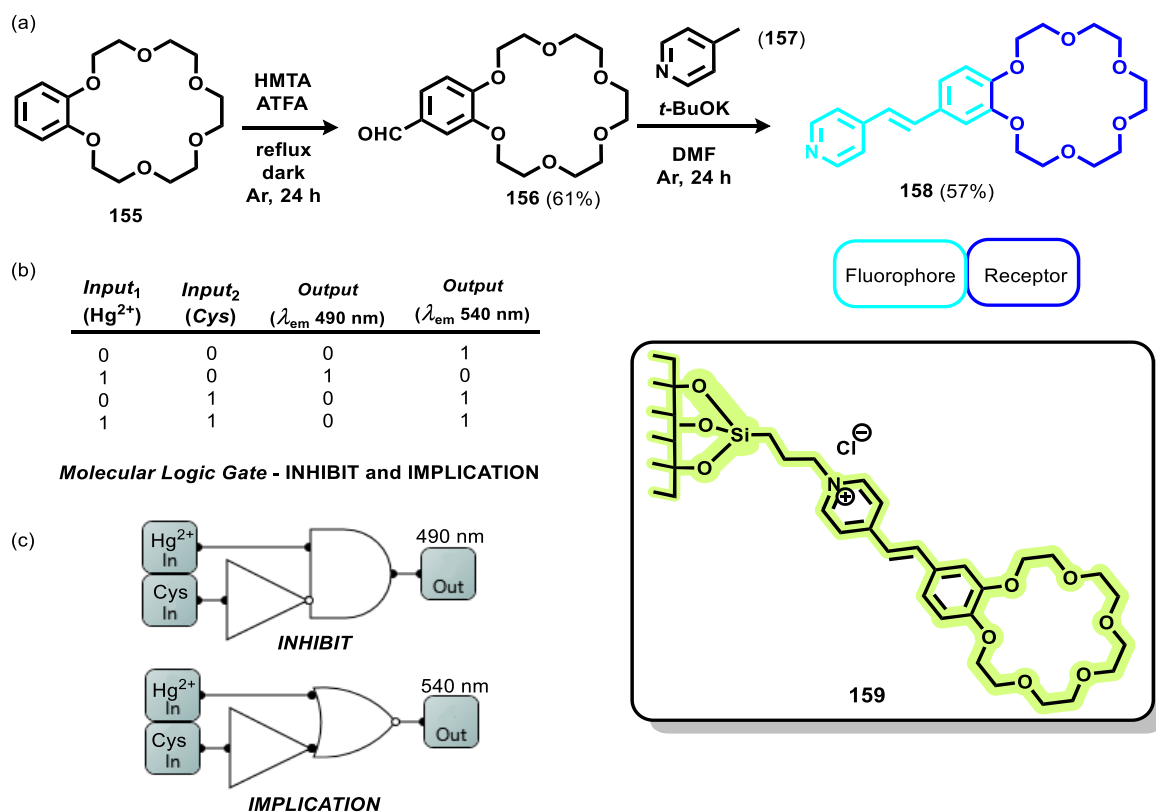 (a)
O
O
O
O
O
O
155
HMTA
ATFA
reflux
dark
Ar, 24 h
OHC
O
O
O
O
O
O
156 (61%)
N
(157)
t-BuOK
DMF
Ar, 24 h
N
O
O
O
O
O
O
158 (57%)
Fluorophore
Receptor
(b)
Input₁ Input₂ Output Output
(Hg²⁺) (Cys) (λem 490 nm) (λem 540 nm)
0 0 0 1
1 0 1 0
0 1 0 1
1 1 0 1
Molecular Logic Gate - INHIBIT and IMPLICATION
(c)
Hg²⁺
In
Cys
In
490 nm
Out
INHIBIT
Hg²⁺
In
Cys
In
540 nm
Out
IMPLICATION
O
O
O
Si
Cl⊖
N
⊕
O
O
O
O
O
O
159